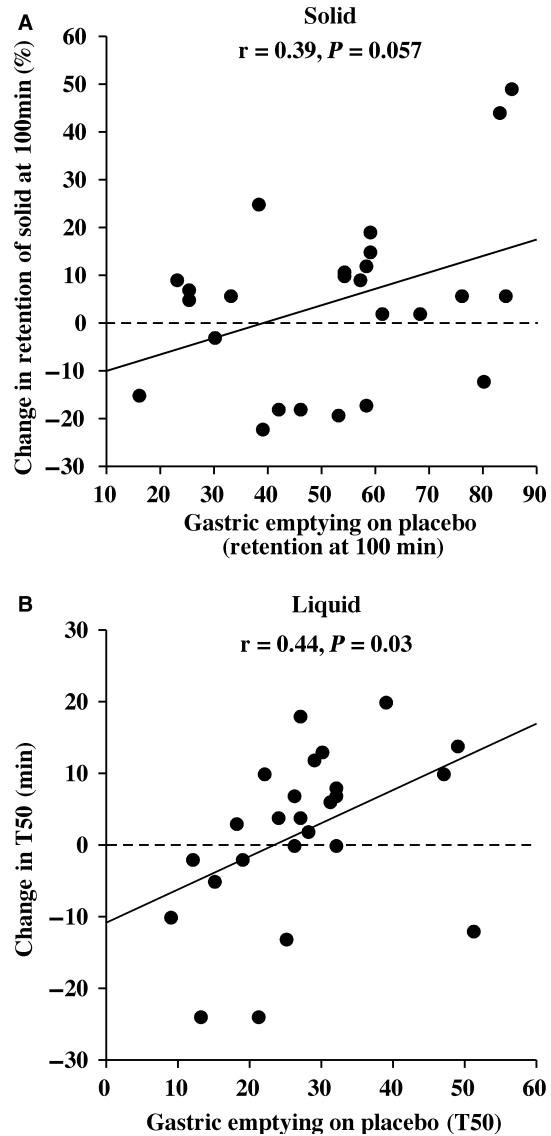 A
Solid
r = 0.39, P = 0.057
Change in retention of solid at 100min (%)
60
50
40
30
20
10
0
−10
−20
−30
10 20 30 40 50 60 70 80 90
Gastric emptying on placebo
(retention at 100 min)
B
Liquid
r = 0.44, P = 0.03
Change in T50 (min)
30
20
10
0
−10
−20
−30
0 10 20 30 40 50 60
Gastric emptying on placebo (T50)